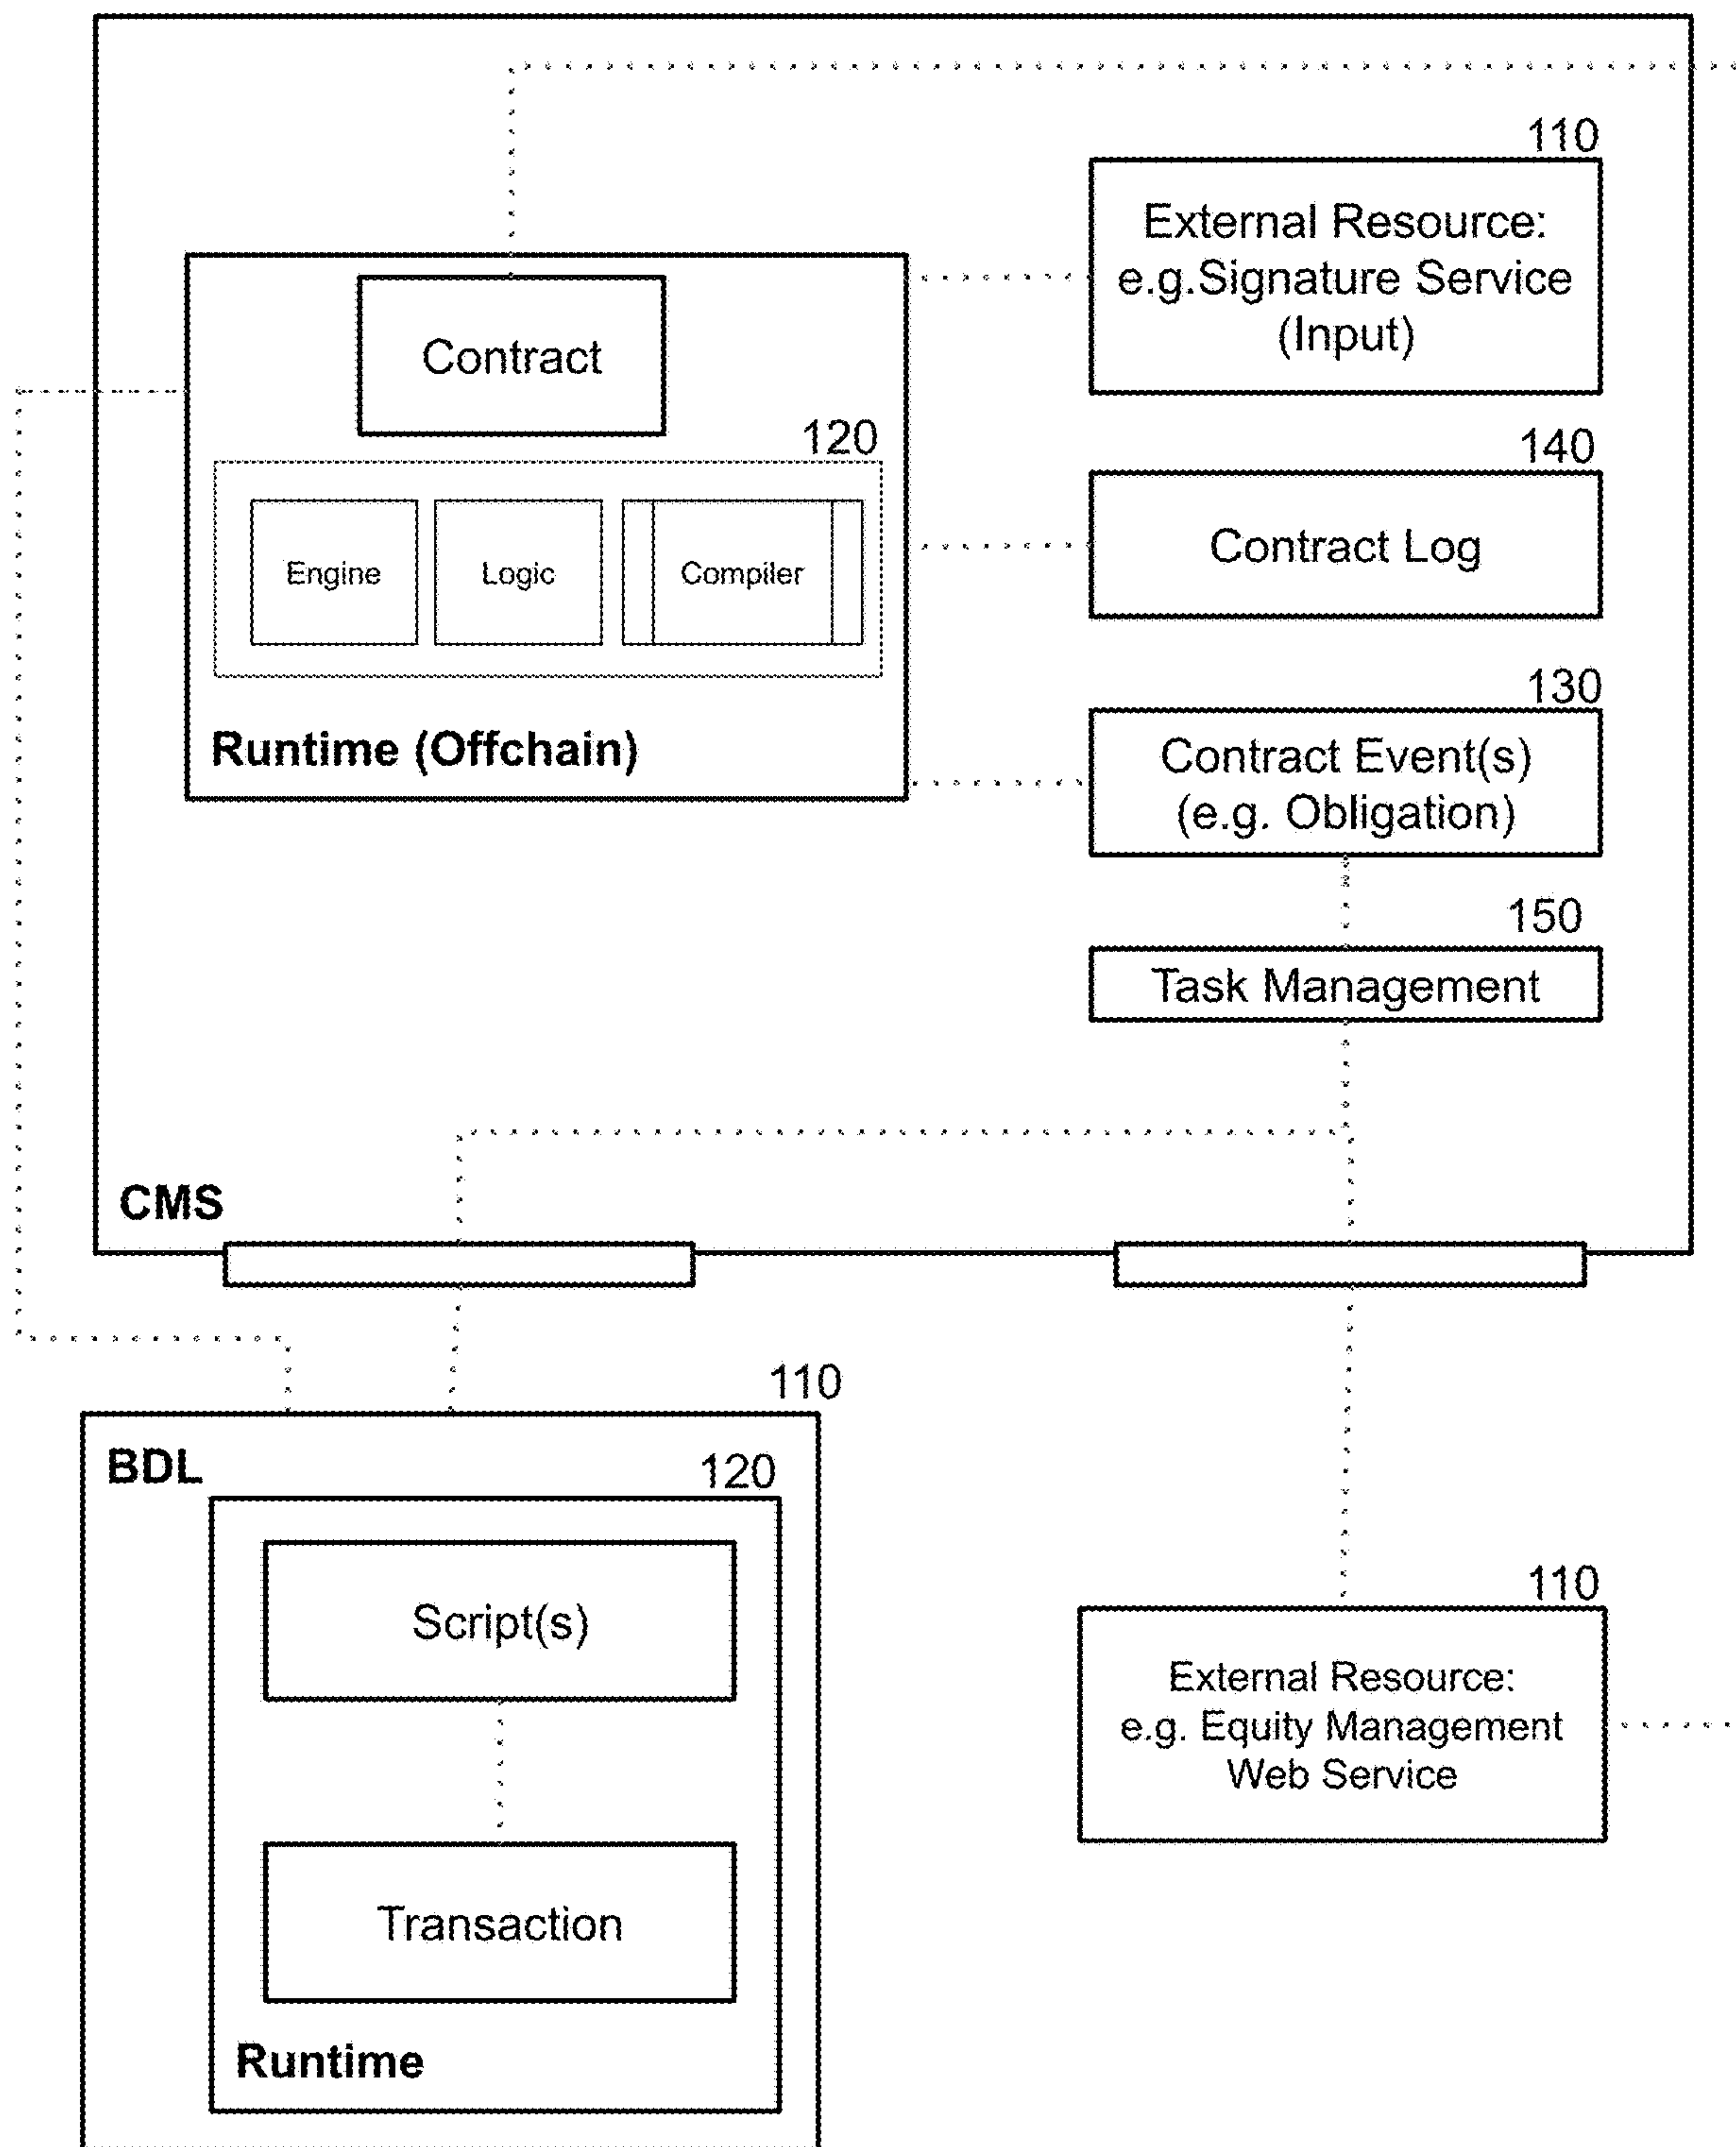 110
External Resource:
e.g.Signature Service
(Input)
Contract
120
140
Engine
Logic
Compiler
Contract Log
130
Runtime (Offchain)
Contract Event(s)
(e.g. Obligation)
150
Task Management
CMS
110
BDL
120
Script(s)
110
External Resource:
e.g. Equity Management
Web Service
Transaction
Runtime